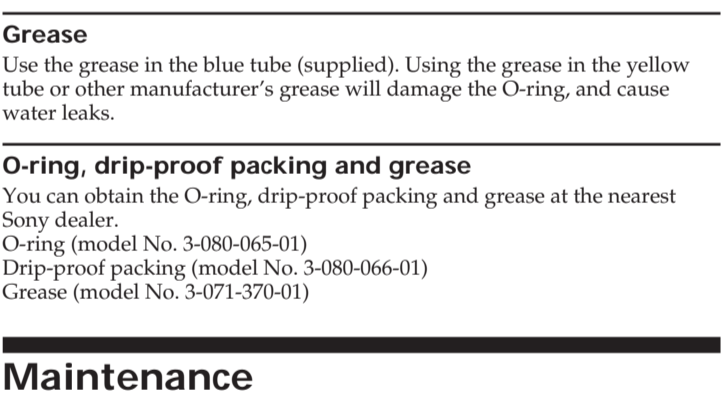 Grease
Use the grease in the blue tube (supplied). Using the grease in the yellow
tube or other manufacturer's grease will damage the O-ring, and cause
water leaks.
O-ring, drip-proof packing and grease
You can obtain the O-ring, drip-proof packing and grease at the nearest
Sony dealer.
O-ring (model No. 3-080-065-01)
Drip-proof packing (model No. 3-080-066-01)
Grease (model No. 3-071-370-01)
Maintenance